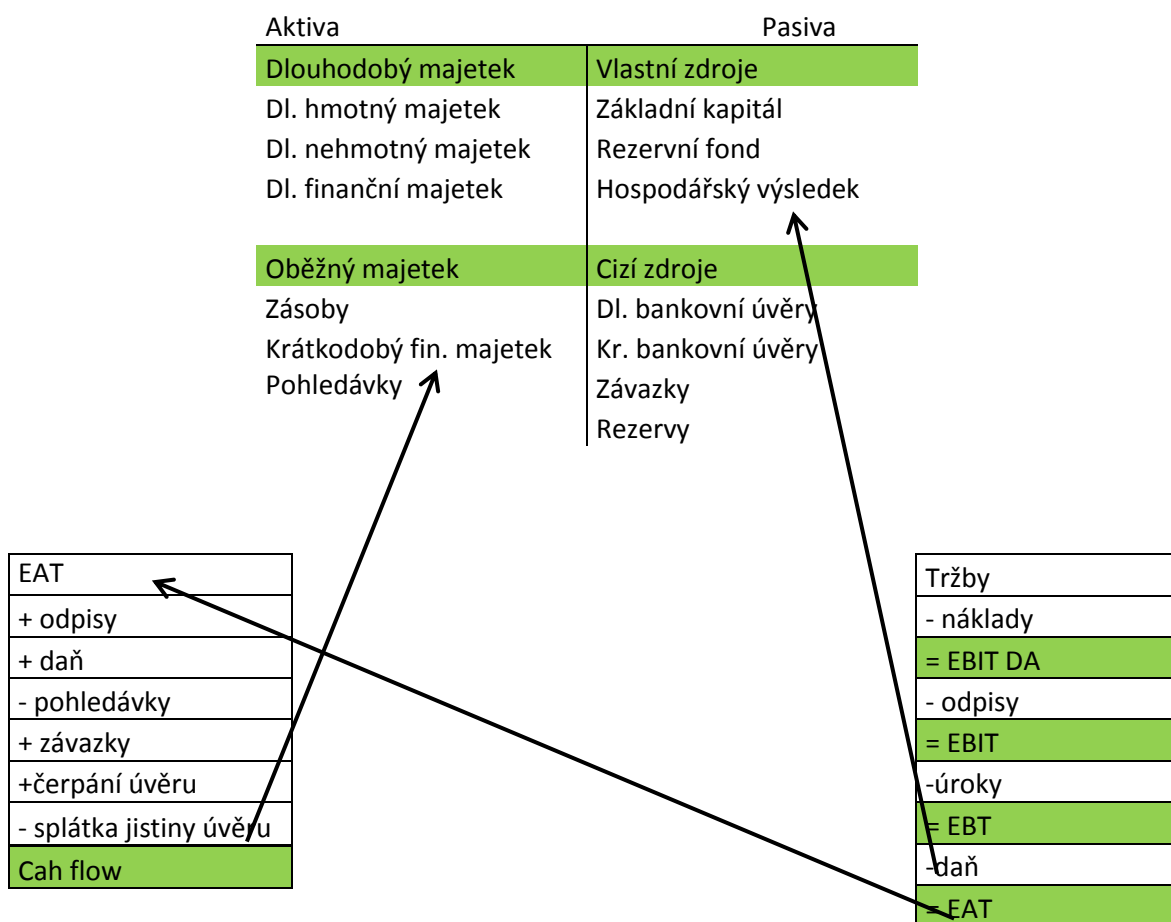 Aktiva Pasiva
Dlouhodobý majetek Vlastní zdroje
Dl. hmotný majetek Základní kapitál
Dl. nehmotný majetek Rezervní fond
Dl. finanční majetek Hospodářský výsledek
Oběžný majetek Cizí zdroje
Zásoby Dl. bankovní úvěry
Krátkodobý fin. majetek Kr. bankovní úvěry
Pohledávky Závazky
Rezervy
EAT
+ odpisy
+ daň
- pohledávky
+ závazky
+čerpání úvěru
- splátka jistiny úvěru
Cah flow
Tržby
- náklady
= EBIT DA
- odpisy
= EBIT
-úroky
= EBT
-daň
= EAT